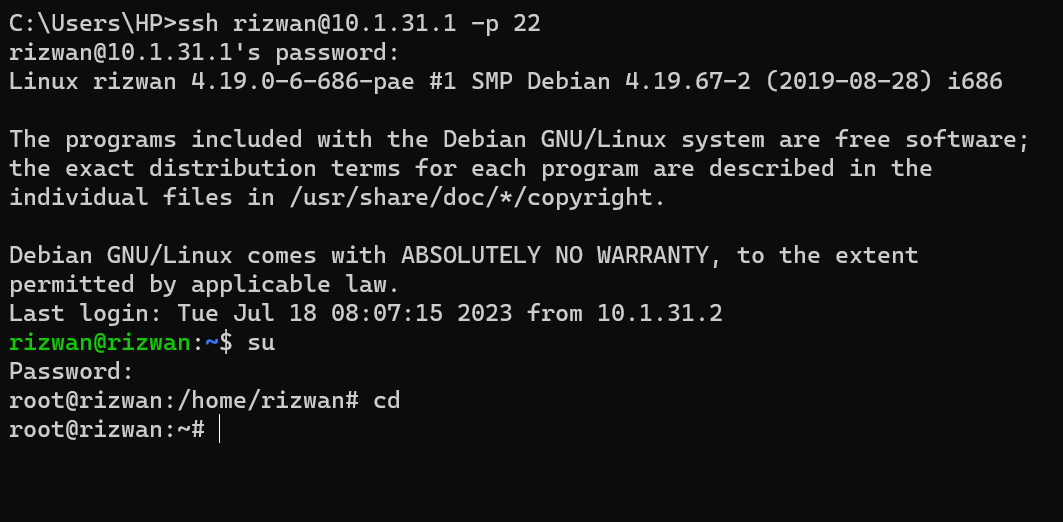 C:\Users\HP>ssh rizwan@10.1.31.1 -p 22
rizwan@10.1.31.1's password:
Linux rizwan 4.19.0-6-686-pae #1 SMP Debian 4.19.67-2 (2019-08-28) i686
The programs included with the Debian GNU/Linux system are free software;
the exact distribution terms for each program are described in the
individual files in /usr/share/doc/*/copyright.
Debian GNU/Linux comes with ABSOLUTELY NO WARRANTY, to the extent
permitted by applicable law.
Last login: Tue Jul 18 08:07:15 2023 from 10.1.31.2
rizwan@rizwan:~$ su
Password:
root@rizwan:/home/rizwan# cd
root@rizwan:~#